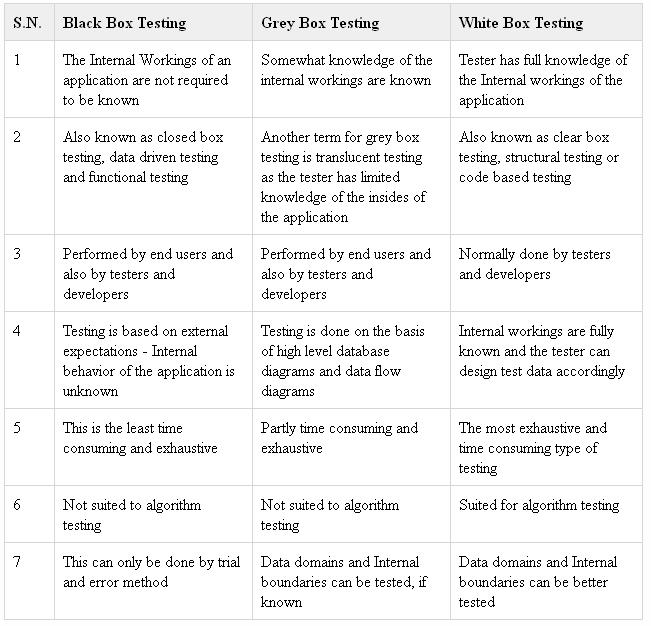 S.N. Black Box Testing Grey Box Testing White Box Testing
1
The Internal Workings of an
application are not required
to be known
Somewhat knowledge of the
internal workings are known
Tester has full knowledge of
the Internal workings of the
application
2
Also known as closed box
testing, data driven testing
and functional testing
Another term for grey box
testing is translucent testing
as the tester has limited
knowledge of the insides of
the application
Also known as clear box
testing, structural testing or
code based testing
3
Performed by end users and
also by testers and
developers
Performed by end users and
also by testers and
developers
Normally done by testers
and developers
4
Testing is based on external
expectations - Internal
behavior of the application is
unknown
Testing is done on the basis
of high level database
diagrams and data flow
diagrams
Internal workings are fully
known and the tester can
design test data accordingly
5
This is the least time
consuming and exhaustive
Partly time consuming and
exhaustive
The most exhaustive and
time consuming type of
testing
6
Not suited to algorithm
testing
Not suited to algorithm
testing
Suited for algorithm testing
7
This can only be done by trial
and error method
Data domains and Internal
boundaries can be tested, if
known
Data domains and Internal
boundaries can be better
tested